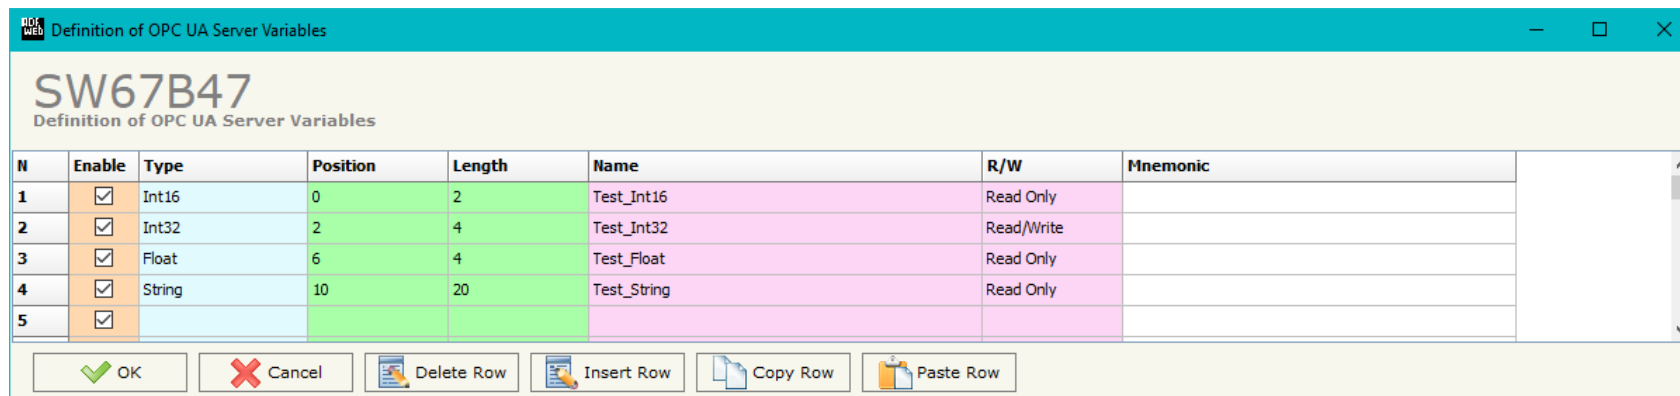 ADF
WEB Definition of OPC UA Server Variables
SW67B47
Definition of OPC UA Server Variables
N Enable Type Position Length Name R/W Mnemonic
1 Int16 0 2 Test_Int16 Read Only
2 Int32 2 4 Test_Int32 Read/Write
3 Float 6 4 Test_Float Read Only
4 String 10 20 Test_String Read Only
5
OK Cancel Delete Row Insert Row Copy Row Paste Row